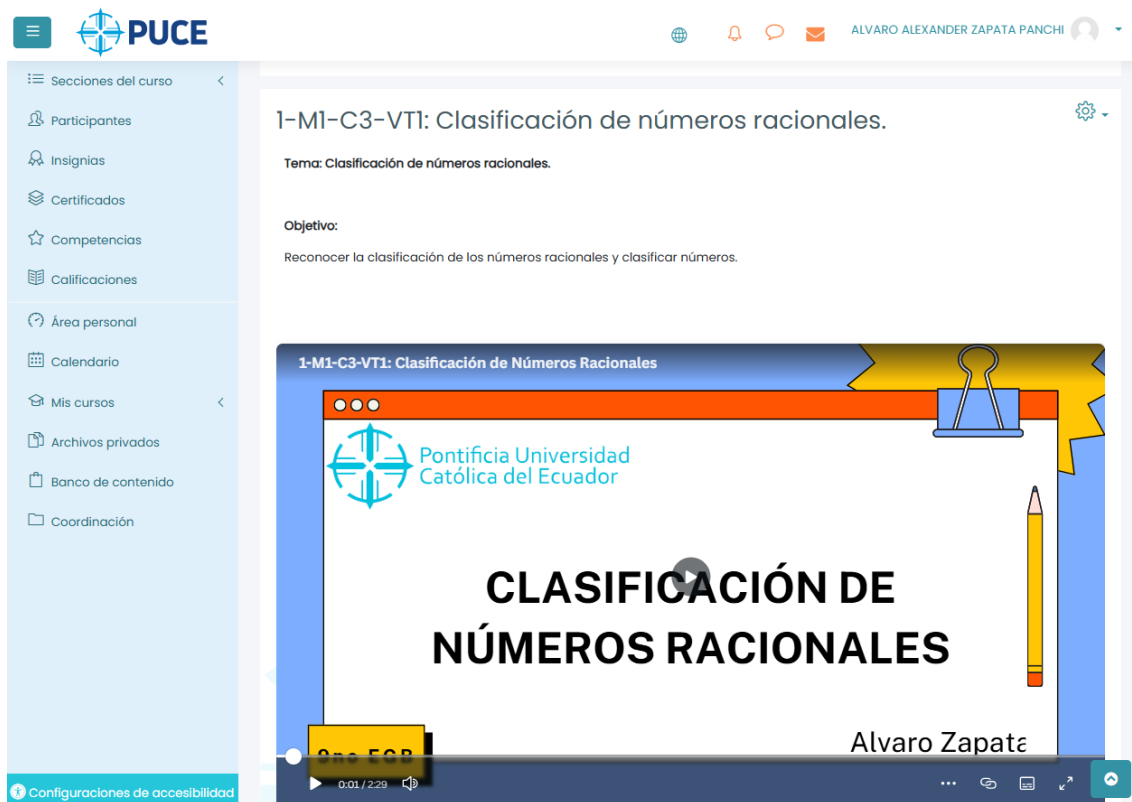 PUCE
ALVARO ALEXANDER ZAPATA PANCHI
Secciones del curso
Participantes
Insignias
Certificados
Competencias
Calificaciones
Área personal
Calendario
Mis cursos
Archivos privados
Banco de contenido
Coordinación
Configuraciones de accesibilidad
1-M1-C3-VT1: Clasificación de números racionales.
Tema: Clasificación de números racionales.
Objetivo:
Reconocer la clasificación de los números racionales y clasificar números.
1-M1-C3-VT1: Clasificación de Números Racionales
Pontificia Universidad
Católica del Ecuador
CLASIFICACIÓN DE
NÚMEROS RACIONALES
Alvaro Zapata
9no EGB
0:01 / 2:29